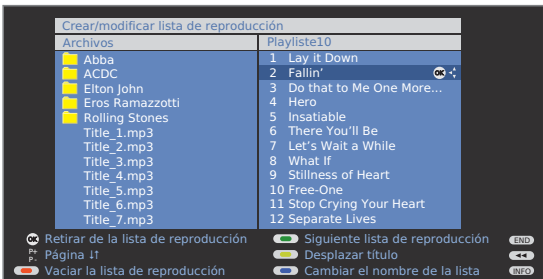 Crear/modificar lista de reproducción
Archivos
Abba
ACDC
Elton John
Eros Ramazzotti
Rolling Stones
Title_1.mp3
Title_2.mp3
Title_3.mp3
Title_4.mp3
Title_5.mp3
Title_6.mp3
Title_7.mp3
Playliste10
1 Lay it Down
2 Fallin' OK
3 Do that to Me One More...
4 Hero
5 Insatiable
6 There You'll Be
7 Let's Wait a While
8 What If
9 Stillness of Heart
10 Free-One
11 Stop Crying Your Heart
12 Separate Lives
OK Retirar de la lista de reproducción
P+ P- Página ↓↑
Vaciar la lista de reproducción
Siguiente lista de reproducción
Desplazar título
Cambiar el nombre de la lista
END
INFO